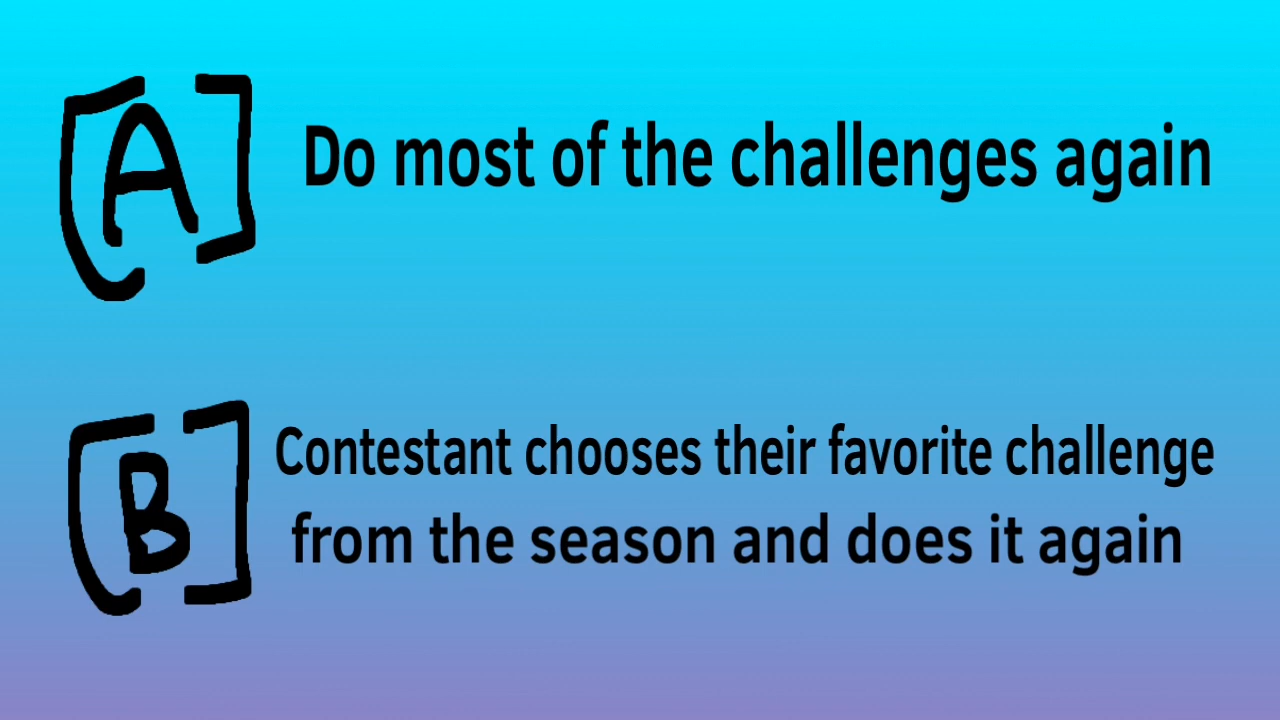 [A] Do most of the challenges again
[B] Contestant chooses their favorite challenge
from the season and does it again